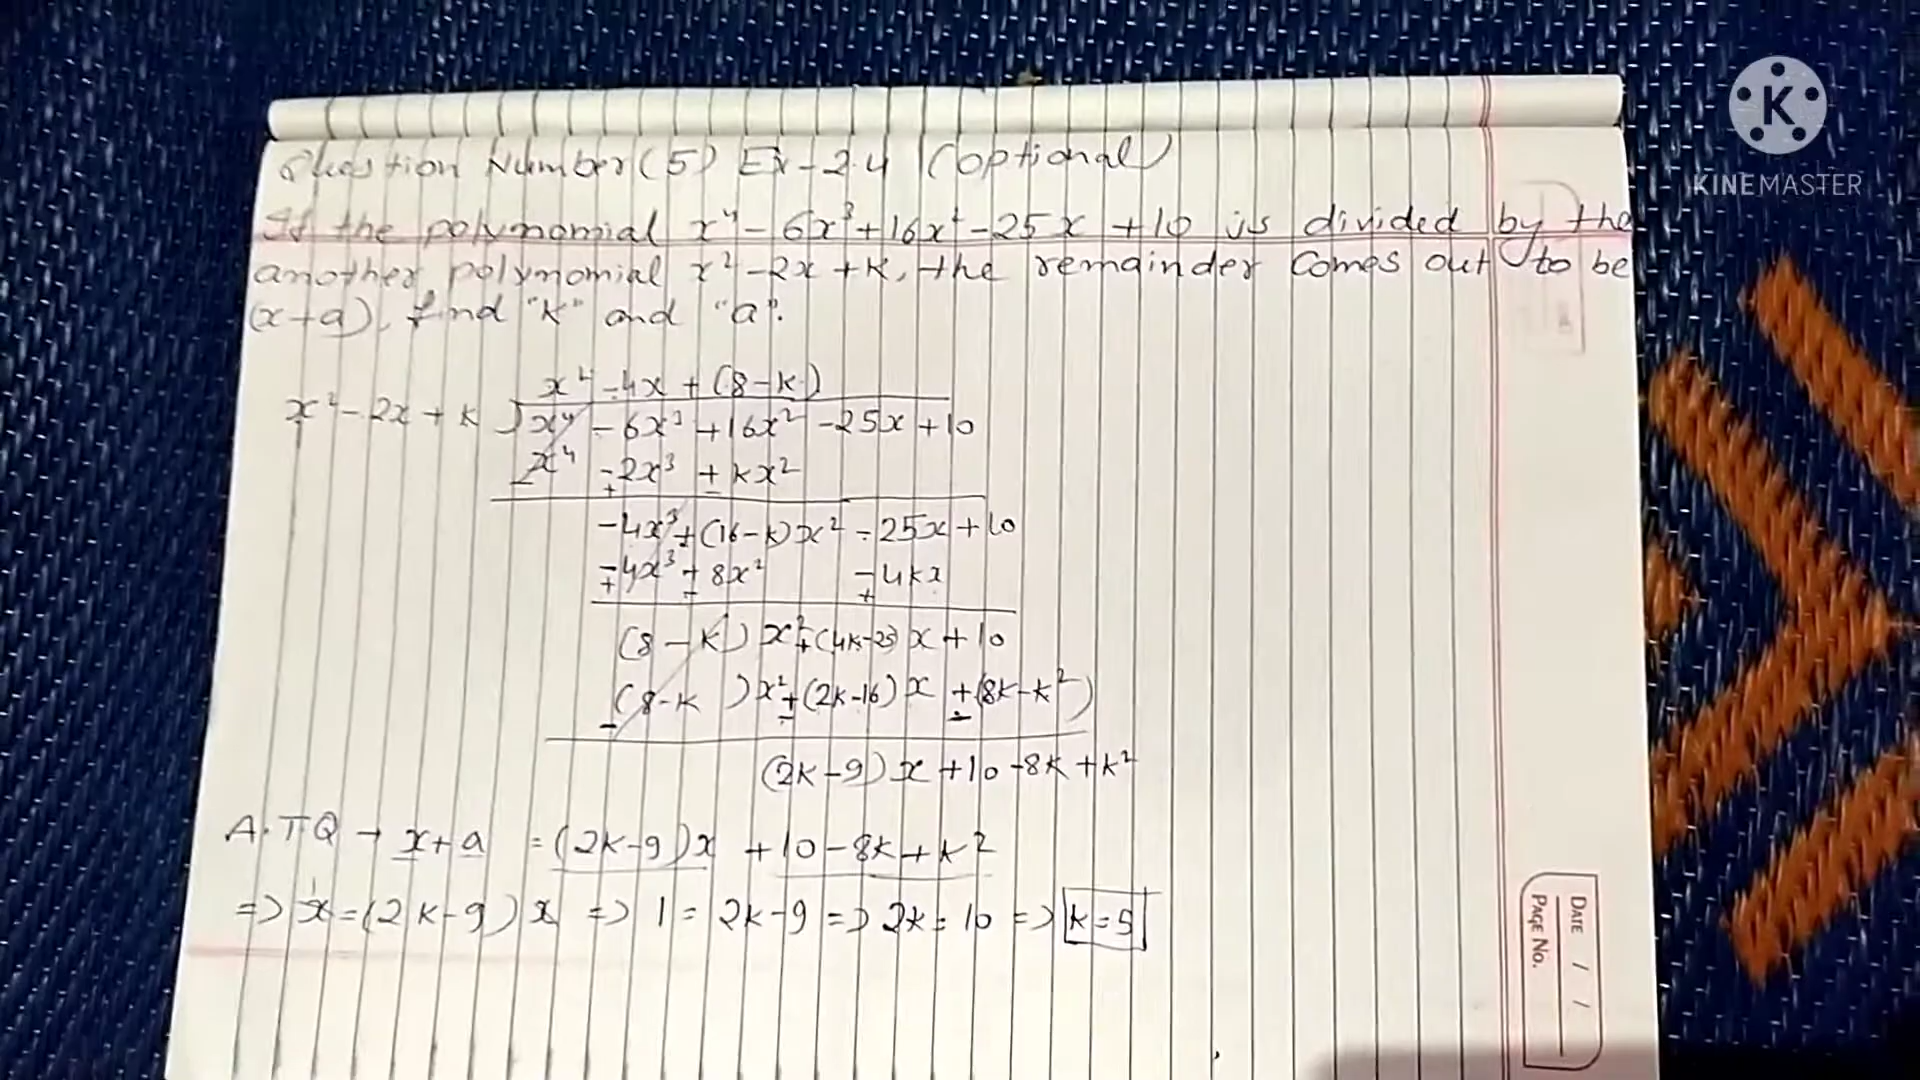 KINEMASTER
Question Number (5) Ex-2.4 (optional)
If the polynomial x⁴ - 6x³ + 16x² - 25x + 10 is divided by the
another polynomial x² - 2x + k, the remainder comes out to be
(x+a), find "k" and "a".
x⁴ - 4x + (8-k)
x² - 2x + k ) x⁴ - 6x³ + 16x² - 25x + 10
x⁴ - 2x³ + kx²
- + -
-4x³ + (16-k)x² - 25x + 10
-4x³ + 8x² - 4kx
+ - +
(8-k)x² + (4k-25)x + 10
(8-k)x² + (2k-16)x + (8k-k²)
- - -
(2k-9)x + 10 - 8k + k²
A.TQ → x+a = (2k-9)x + 10 - 8k + k²
=> x = (2k-9)x => 1 = 2k-9 => 2k = 10 => k = 5
DATE / /
PAGE NO.